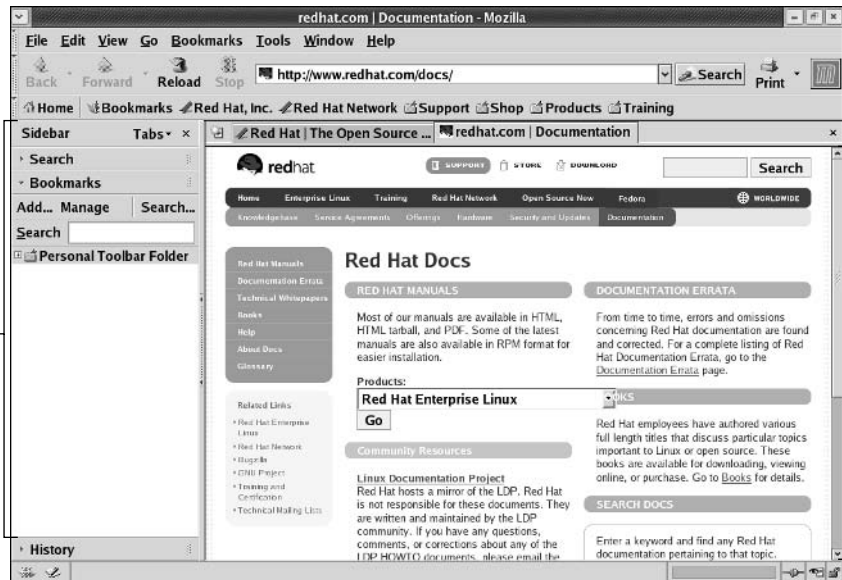 redhat.com | Documentation - Mozilla
File Edit View Go Bookmarks Tools Window Help
Back Forward Reload Stop http://www.redhat.com/docs/ Search Print
Home Bookmarks Red Hat, Inc. Red Hat Network Support Shop Products Training
Sidebar Tabs
Red Hat | The Open Source ... redhat.com | Documentation
Search
Bookmarks
Add... Manage Search...
Search
Personal Toolbar Folder
History
redhat SUPPORT STORE DOWNLOAD Search
Home Enterprise Linux Training Red Hat Network Open Source Now Fedora WORLDWIDE
Knowledgebase Service Agreements Offerings Hardware Security and Updates Documentation
Red Hat Manuals
Documentation Errata
Technical Whitepapers
Books
Help
About Docs
Glossary
Related Links
Red Hat Enterprise
Linux
Red Hat Network
Bugzilla
GNU Project
Training and
Certification
Technical Mailing Lists
Red Hat Docs
RED HAT MANUALS
Most of our manuals are available in HTML,
HTML tarball, and PDF. Some of the latest
manuals are also available in RPM format for
easier installation.
Products:
Red Hat Enterprise Linux
Go
Community Resources
Linux Documentation Project
Red Hat hosts a mirror of the LDP. Red Hat
is not responsible for these documents. They
are written and maintained by the LDP
community. If you have any questions,
comments, or corrections about any of the
LDP HOWTO documents, please email the
DOCUMENTATION ERRATA
From time to time, errors and omissions
concerning Red Hat documentation are found
and corrected. For a complete listing of Red
Hat Documentation Errata, go to the
Documentation Errata page.
OKS
Red Hat employees have authored various
full length titles that discuss particular topics
important to Linux or open source. These
books are available for downloading, viewing
online, or purchase. Go to Books for details.
SEARCH DOCS
Enter a keyword and find any Red Hat
documentation pertaining to that topic.